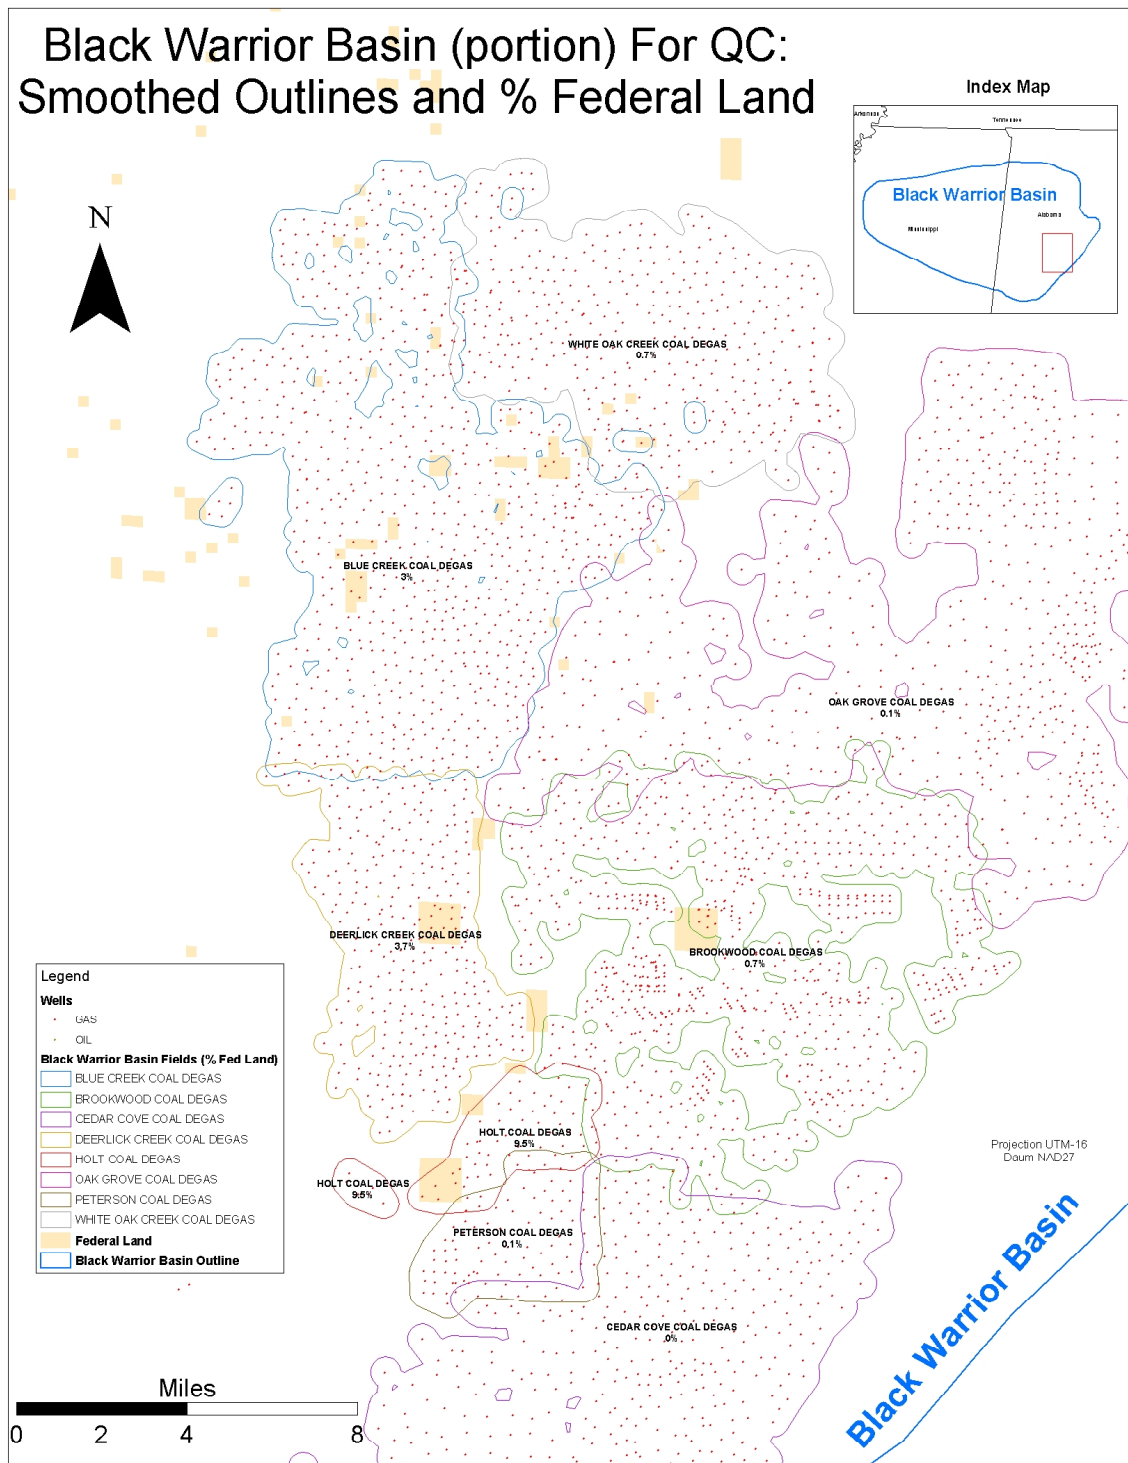 Black Warrior Basin (portion) For QC:
Smoothed Outlines and % Federal Land
Index Map
Arkansas
Tennessee
Black Warrior Basin
Alabama
Mississippi
N
WHITE OAK CREEK COAL DEGAS
0.7%
BLUE CREEK COAL DEGAS
3%
OAK GROVE COAL DEGAS
0.1%
DEERLICK CREEK COAL DEGAS
3.7%
BROOKWOOD COAL DEGAS
0.7%
HOLT COAL DEGAS
9.5%
HOLT COAL DEGAS
9.5%
PETERSON COAL DEGAS
0.1%
CEDAR COVE COAL DEGAS
0%
Legend
Wells
GAS
OIL
Black Warrior Basin Fields (% Fed Land)
BLUE CREEK COAL DEGAS
BROOKWOOD COAL DEGAS
CEDAR COVE COAL DEGAS
DEERLICK CREEK COAL DEGAS
HOLT COAL DEGAS
OAK GROVE COAL DEGAS
PETERSON COAL DEGAS
WHITE OAK CREEK COAL DEGAS
Federal Land
Black Warrior Basin Outline
Projection UTM-16
Daum NAD27
Black Warrior Basin
Miles
0 2 4 8